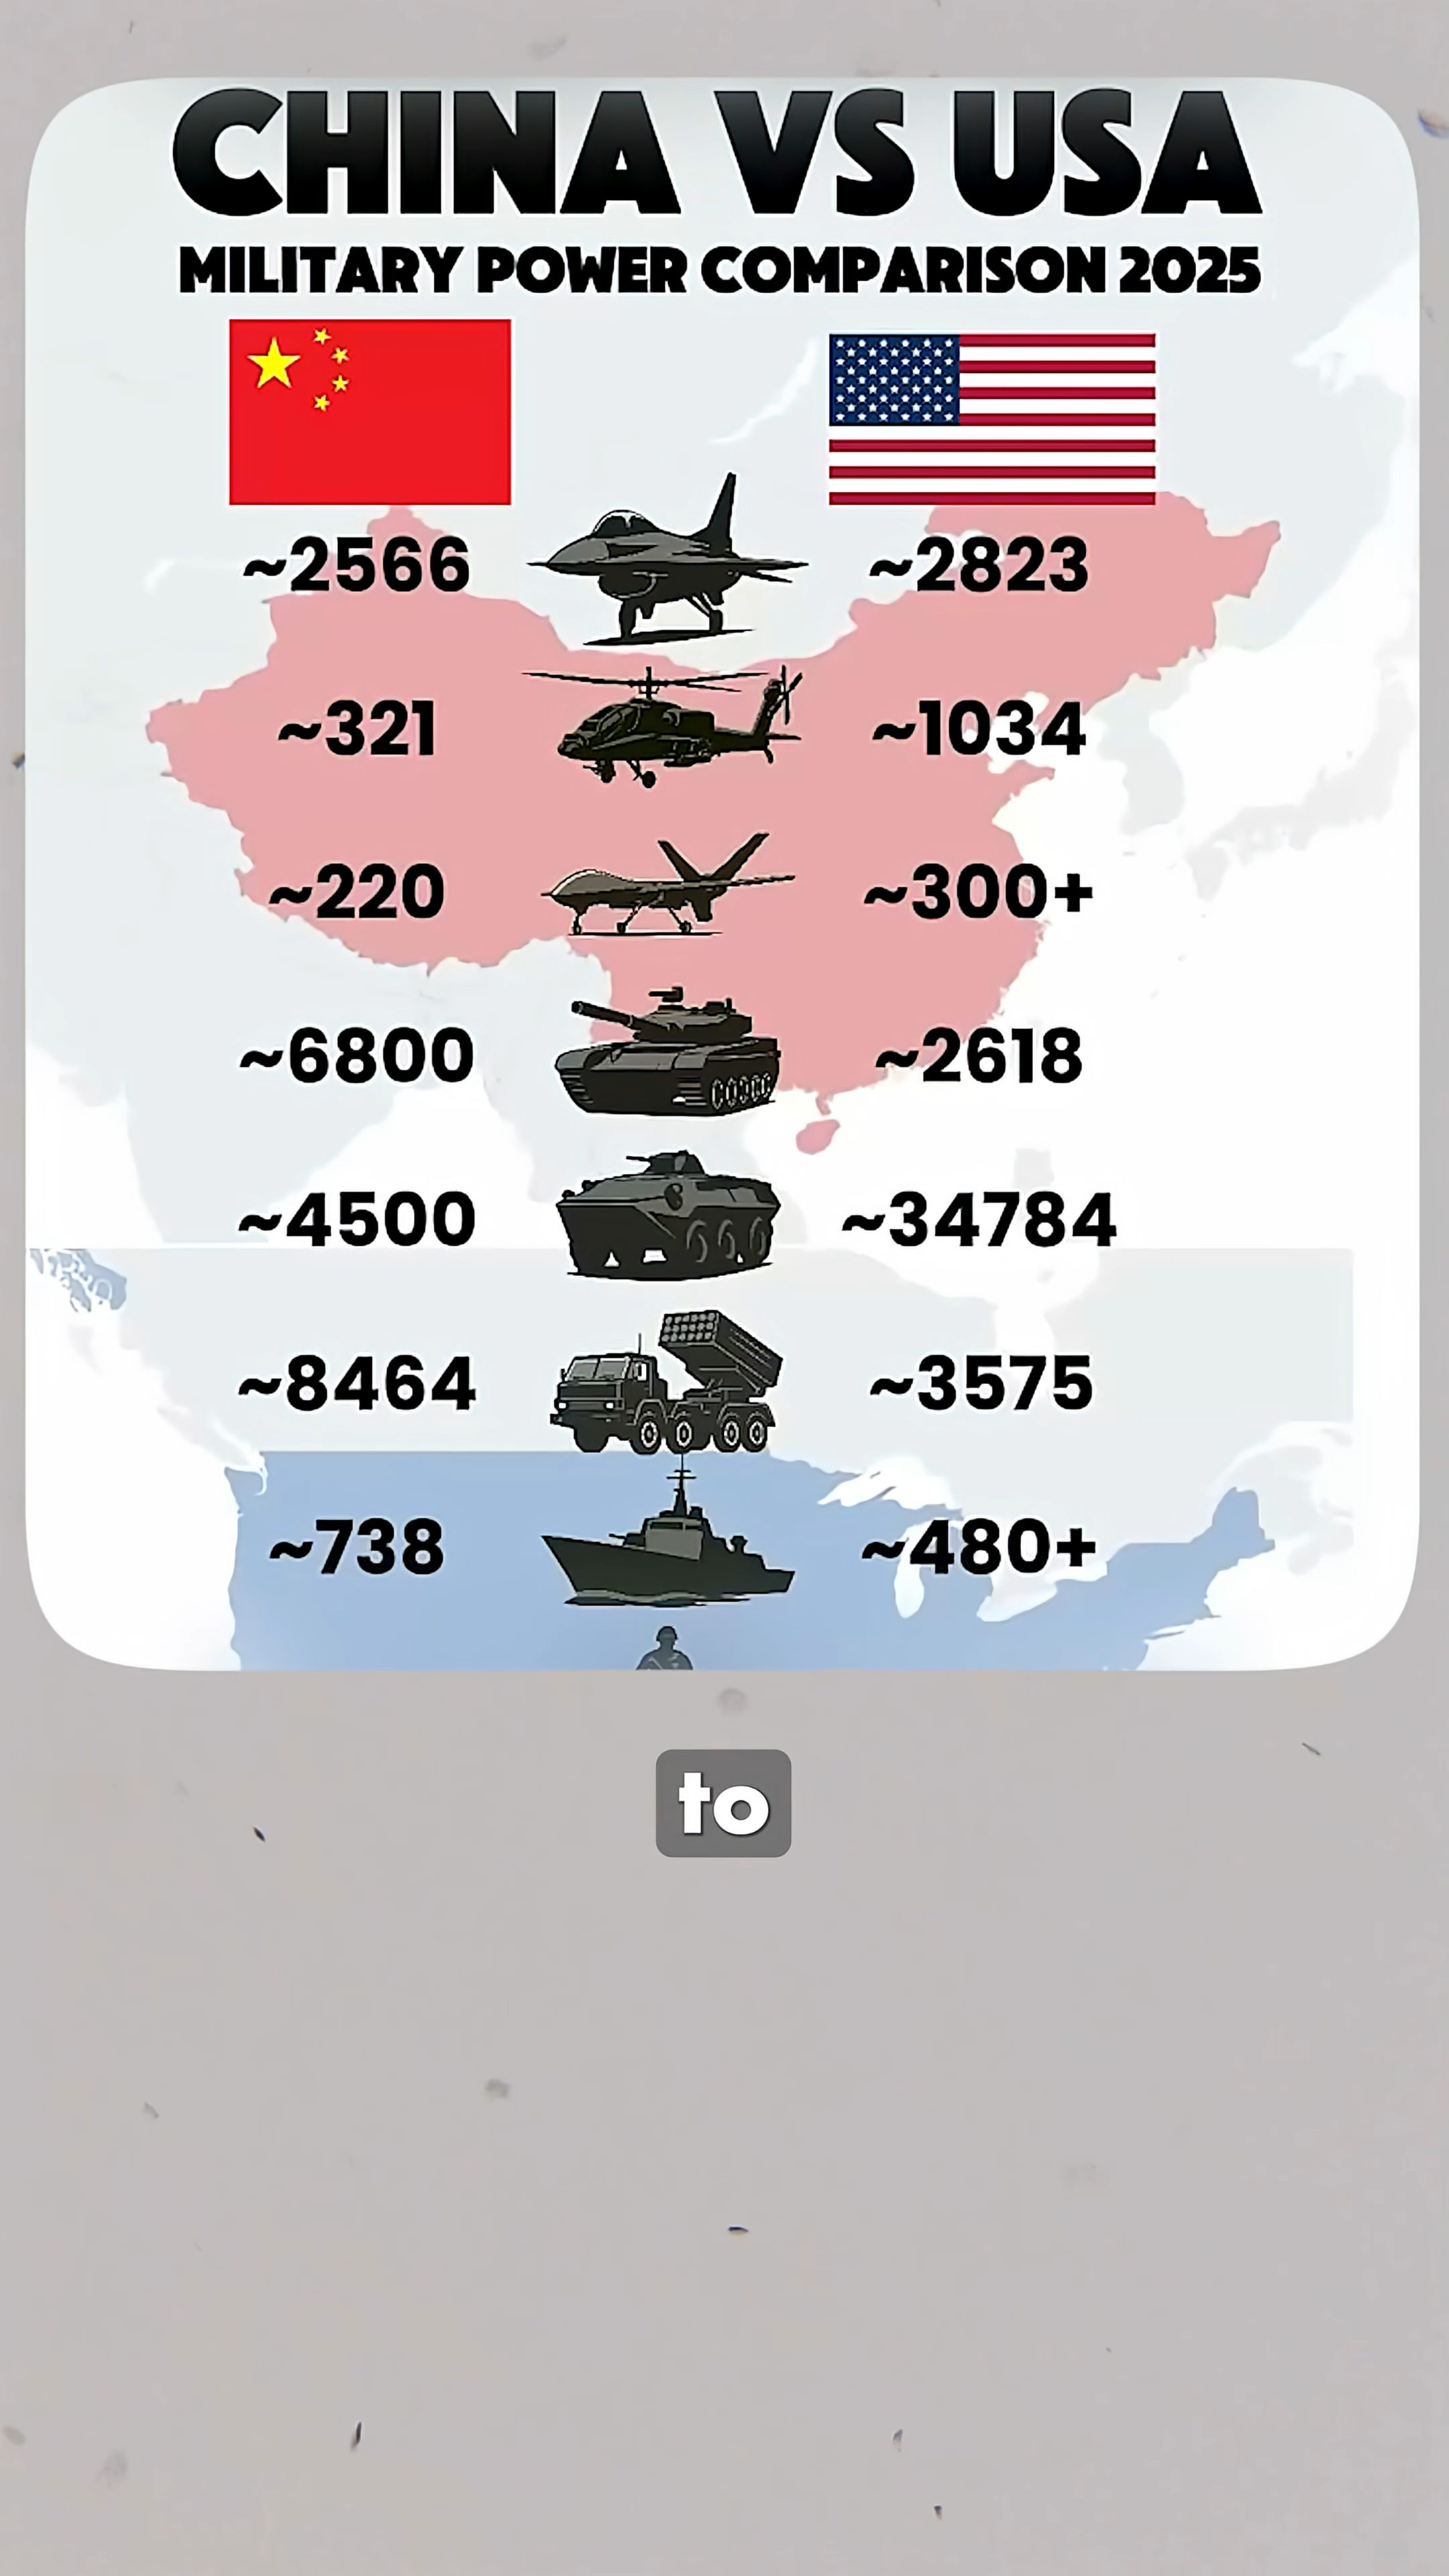 CHINA VS USA
MILITARY POWER COMPARISON 2025
~2566 ~2823
~321 ~1034
~220 ~300+
~6800 ~2618
~4500 ~34784
~8464 ~3575
~738 ~480+
to